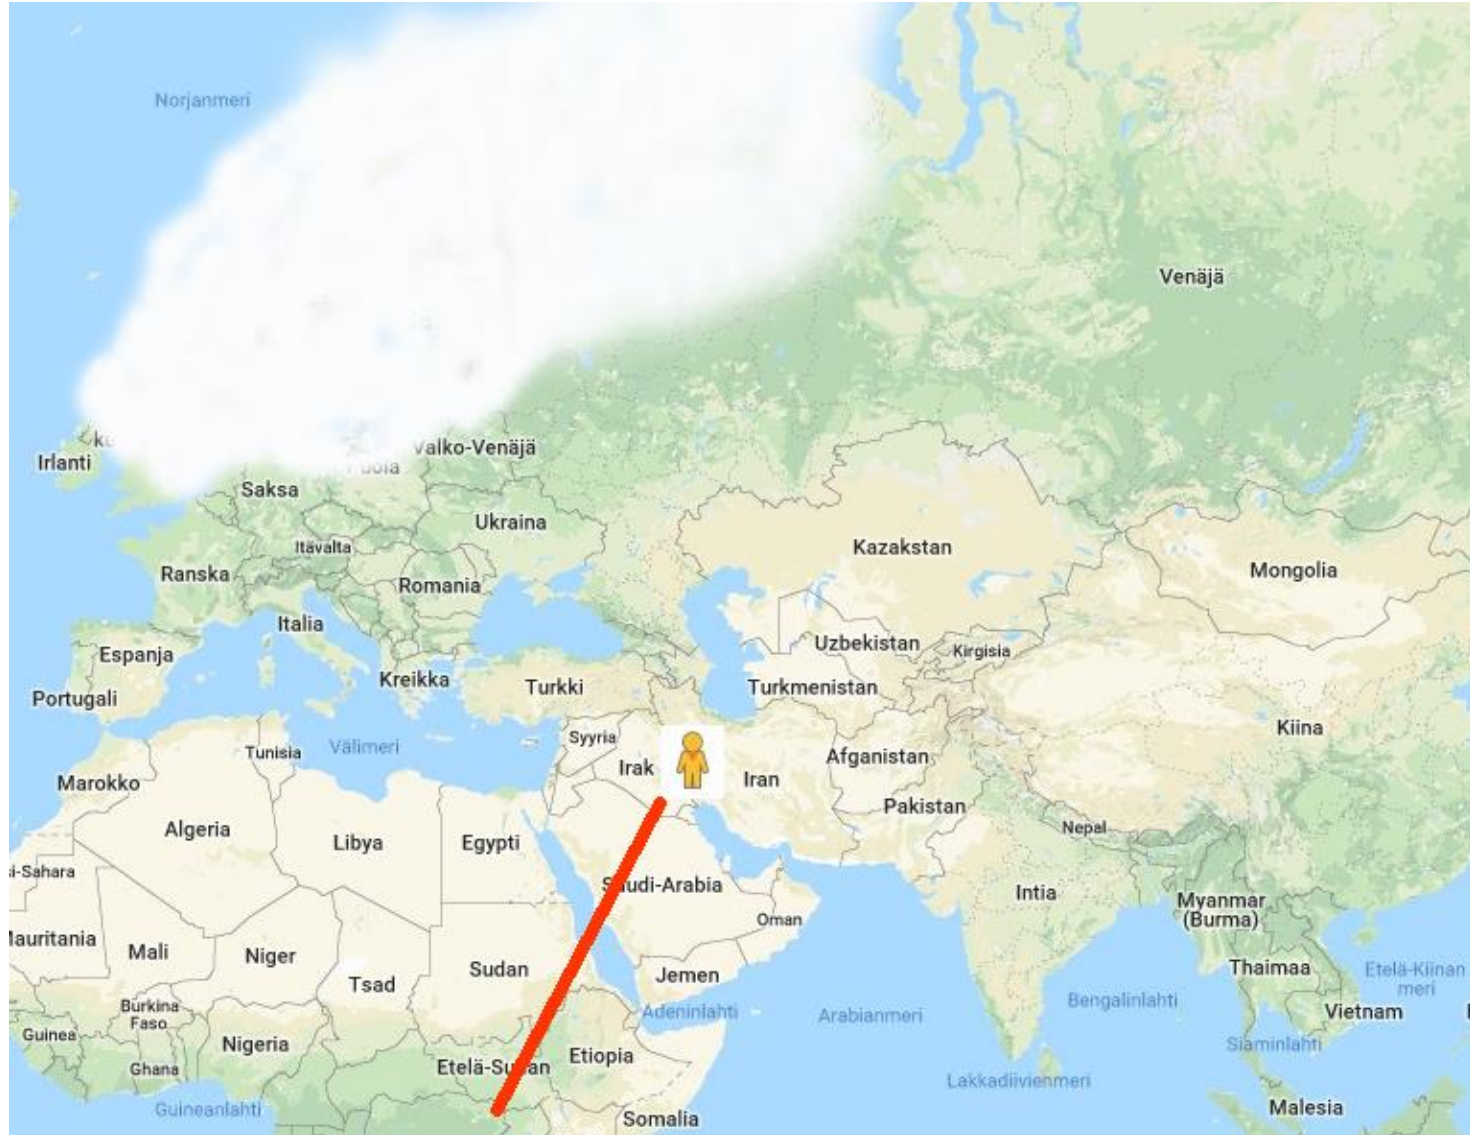 Norjanmeri
Venäjä
Valko-Venäjä
Irlanti
Puola
Saksa
Ukraina
Itävalta
Kazakstan
Ranska
Mongolia
Romania
Italia
Uzbekistan
Kirgisia
Espanja
Kreikka
Turkki
Turkmenistan
Portugali
Kiina
Syyria
Välimeri
Tunisia
Afganistan
Irak
Iran
Marokko
Pakistan
Nepal
Algeria
Libya
Egypti
i-Sahara
Saudi-Arabia
Intia
Myanmar
(Burma)
Oman
Mauritania
Mali
Niger
Sudan
Thaimaa
Etelä-Kiinan
meri
Jemen
Tsad
Bengalinlahti
Burkina
Faso
Adeninlahti
Arabianmeri
Vietnam
Guinea
Nigeria
Siaminlahti
Etiopia
Ghana
Etelä-Sudan
Lakkadiivienmeri
Guineanlahti
Malesia
Somalia